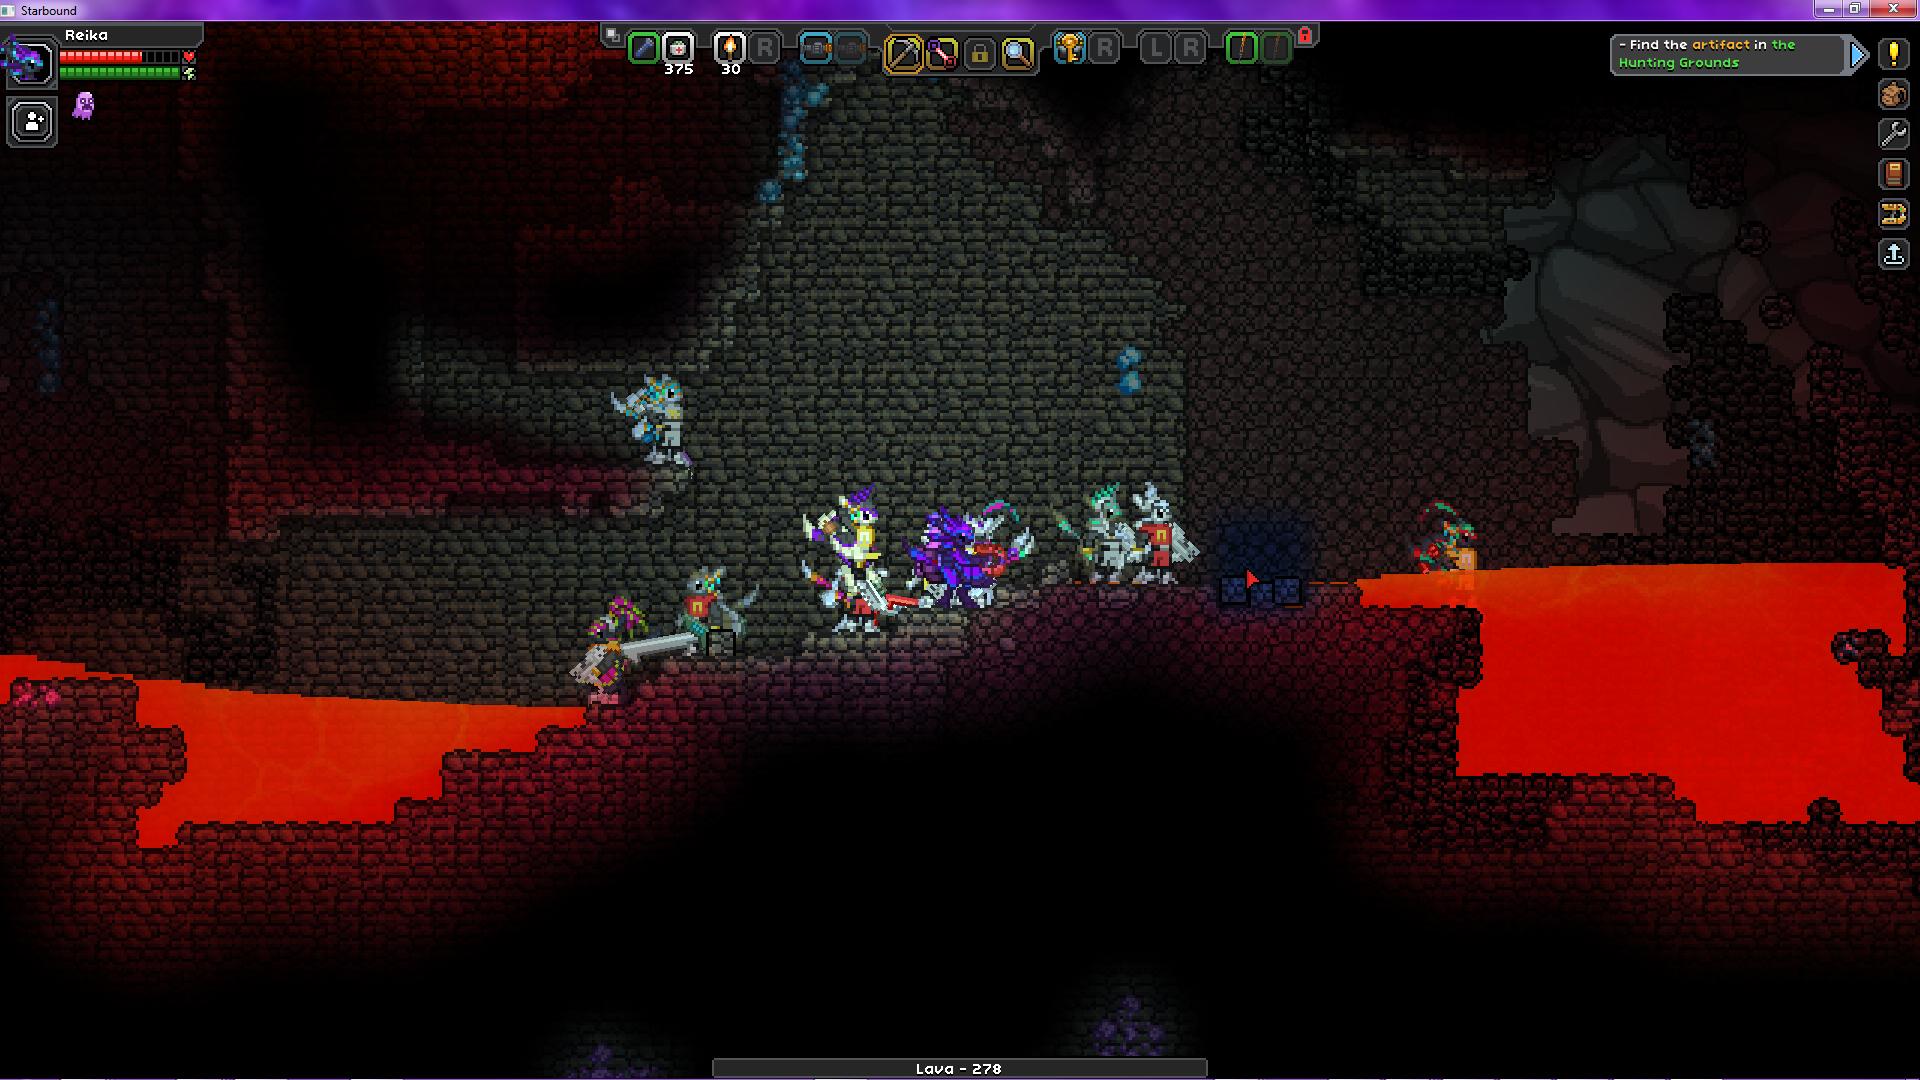 Starbound
Reika
375
30
R
R
L
R
- Find the artifact in the
Hunting Grounds
Lava - 278